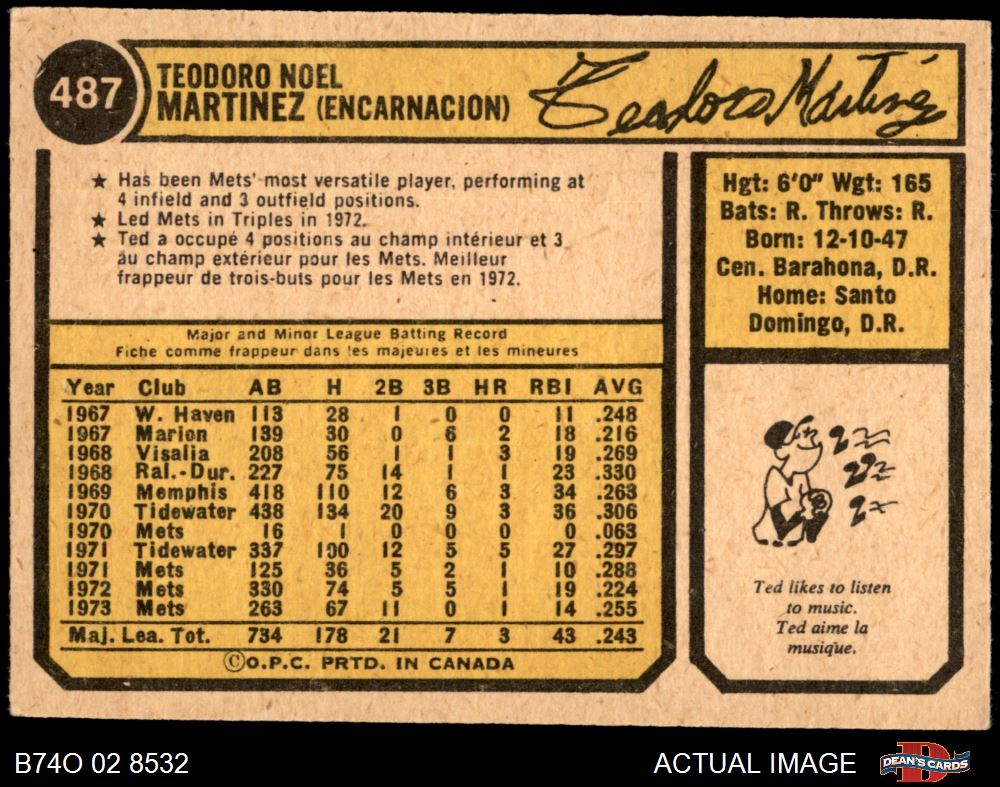 487
TEODORO NOEL
MARTINEZ (ENCARNACION)
Teodoro Martínez
★ Has been Mets' most versatile player, performing at
4 infield and 3 outfield positions.
★ Led Mets in Triples in 1972.
★ Ted a occupé 4 positions au champ intérieur et 3
au champ extérieur pour les Mets. Meilleur
frappeur de trois-buts pour les Mets en 1972.
Hgt: 6'0" Wgt: 165
Bats: R. Throws: R.
Born: 12-10-47
Cen. Barahona, D.R.
Home: Santo
Domingo, D.R.
Major and Minor League Batting Record
Fiche comme frappeur dans les majeures et les mineures
Year Club AB H 2B 3B HR RBI AVG
1967 W. Haven 113 28 1 0 0 11 .248
1967 Marion 139 30 0 6 2 18 .216
1968 Visalia 208 56 1 1 3 19 .269
1968 Ral.-Dur. 227 75 14 1 1 23 .330
1969 Memphis 418 110 12 6 3 34 .263
1970 Tidewater 438 134 20 9 3 36 .306
1970 Mets 16 1 0 0 0 0 .063
1971 Tidewater 337 100 12 5 5 27 .297
1971 Mets 125 36 5 2 1 10 .288
1972 Mets 330 74 5 5 1 19 .224
1973 Mets 263 67 11 0 1 14 .255
Maj. Lea. Tot. 734 178 21 7 3 43 .243
©O.P.C. PRTD. IN CANADA
Ted likes to listen
to music.
Ted aime la
musique.
B74O 02 8532
ACTUAL IMAGE
DEAN'S CARDS